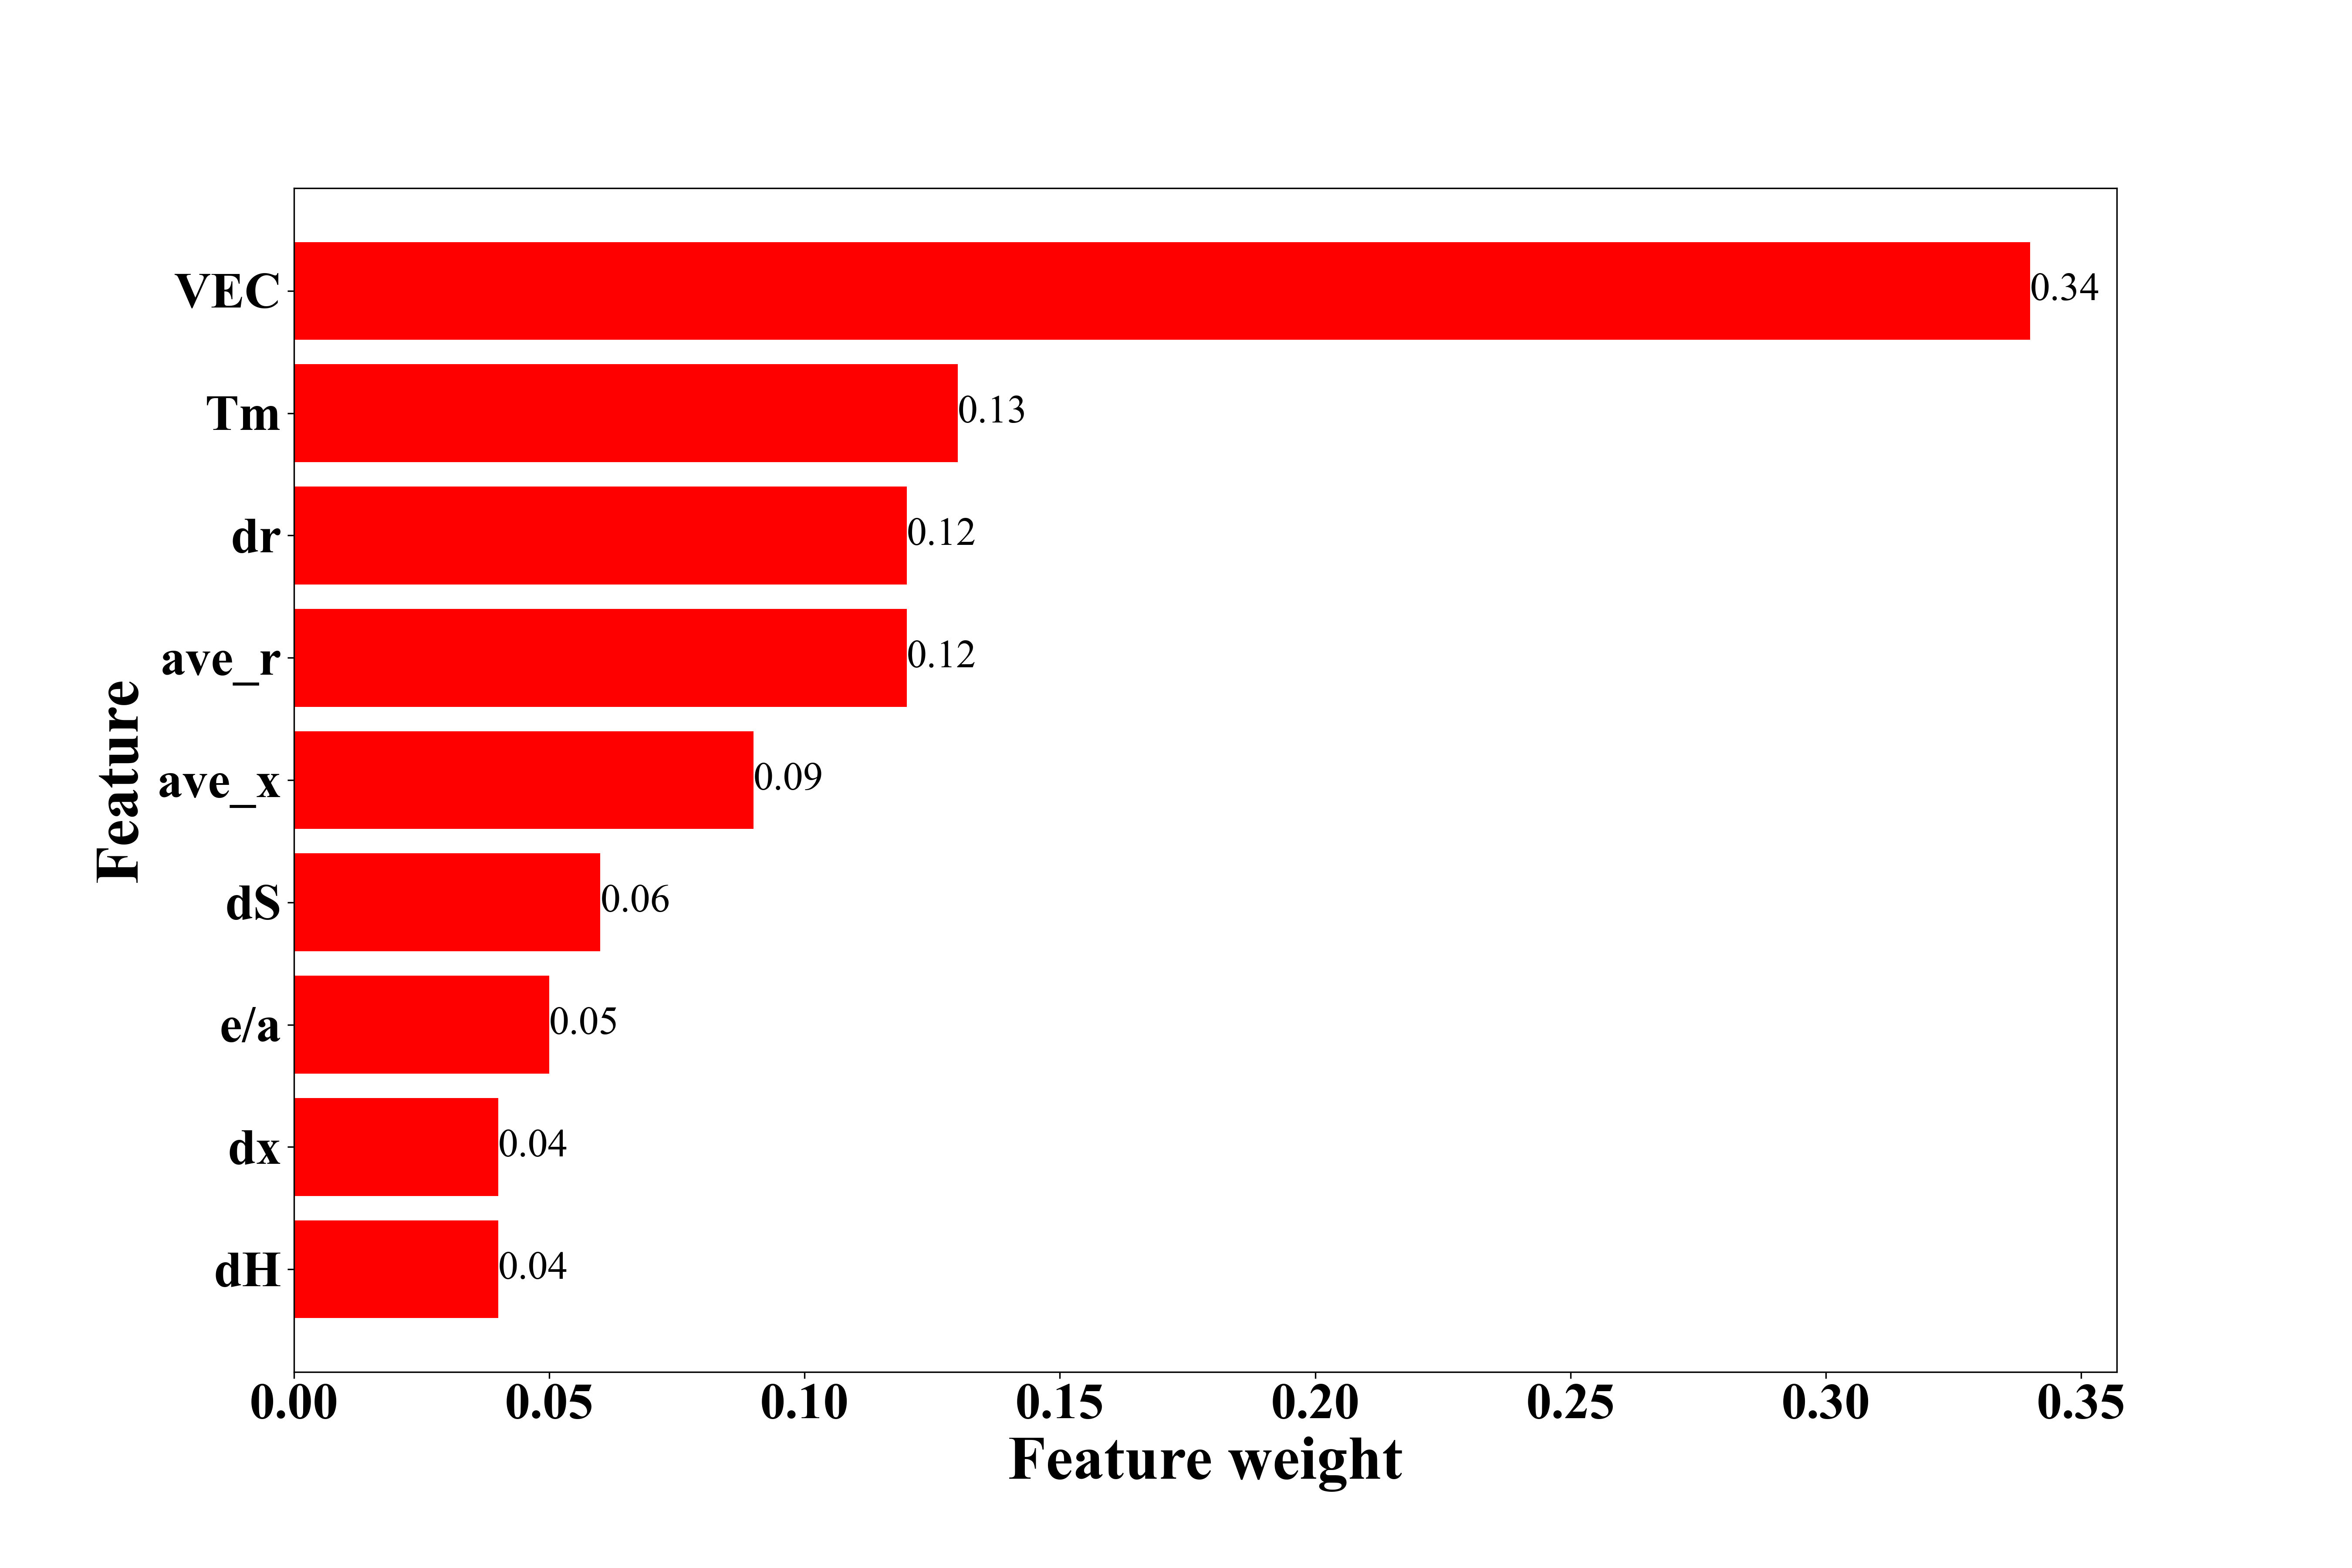 VEC 0.34
Tm 0.13
dr 0.12
ave_r 0.12
ave_x 0.09
dS 0.06
e/a 0.05
dx 0.04
dH 0.04
Feature
0.00 0.05 0.10 0.15 0.20 0.25 0.30 0.35
Feature weight